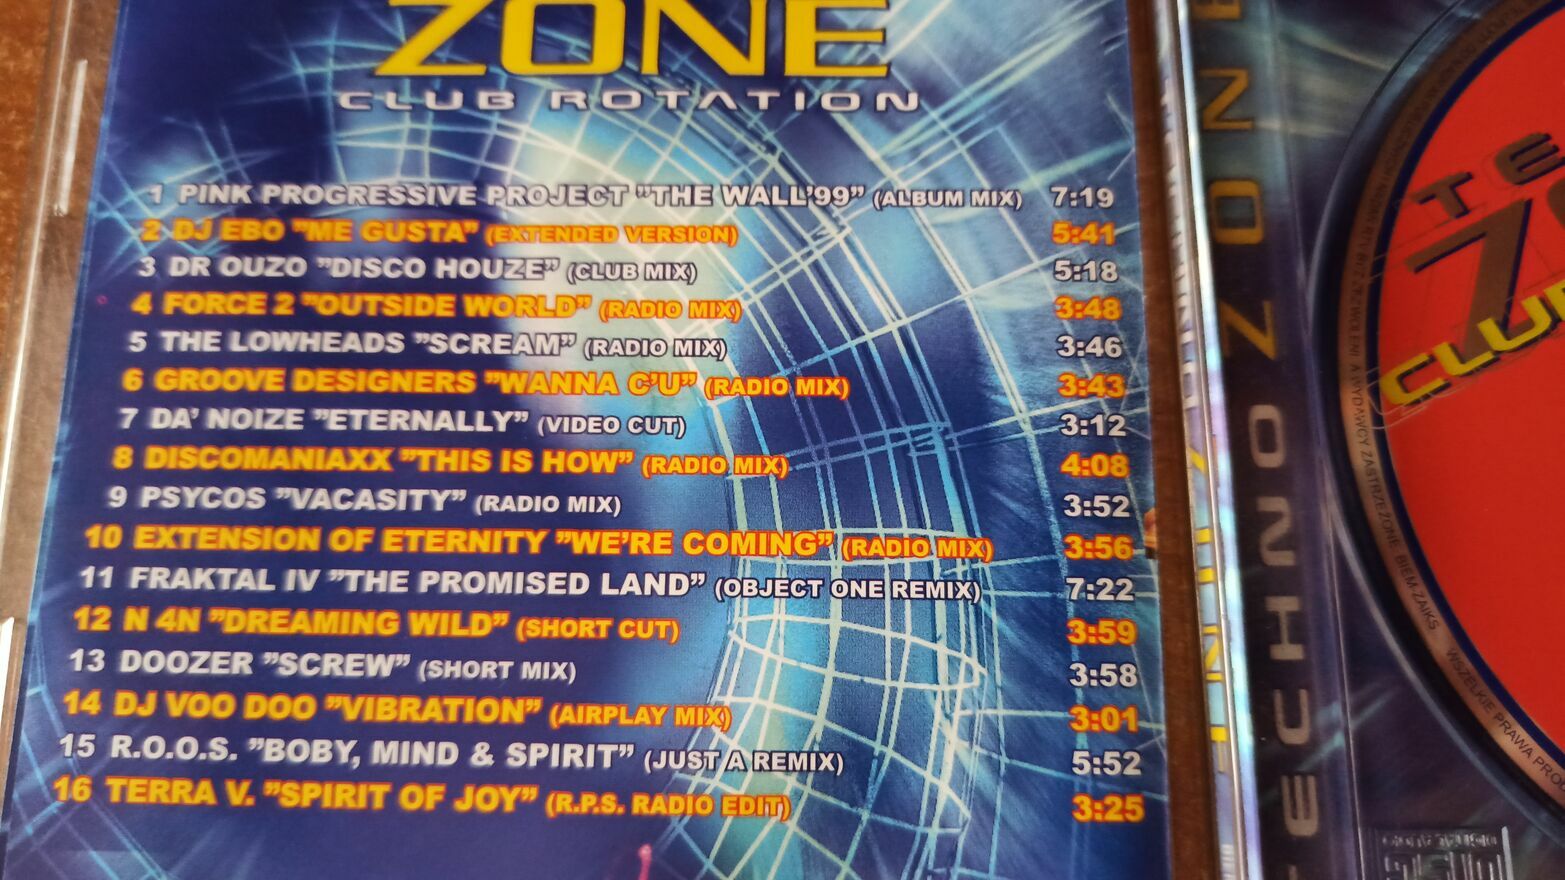 ZONE
CLUB ROTATION
1 PINK PROGRESSIVE PROJECT "THE WALL'99" (ALBUM MIX) 7:19
2 DJ EBO "ME GUSTA" (EXTENDED VERSION) 5:41
3 DR OUZO "DISCO HOUZE" (CLUB MIX) 5:18
4 FORCE 2 "OUTSIDE WORLD" (RADIO MIX) 3:48
5 THE LOWHEADS "SCREAM" (RADIO MIX) 3:46
6 GROOVE DESIGNERS "WANNA C'U" (RADIO MIX) 3:43
7 DA' NOIZE "ETERNALLY" (VIDEO CUT) 3:12
8 DISCOMANIAXX "THIS IS HOW" (RADIO MIX) 4:08
9 PSYCOS "VACASITY" (RADIO MIX) 3:52
10 EXTENSION OF ETERNITY "WE'RE COMING" (RADIO MIX) 3:56
11 FRAKTAL IV "THE PROMISED LAND" (OBJECT ONE REMIX) 7:22
12 N 4N "DREAMING WILD" (SHORT CUT) 3:59
13 DOOZER "SCREW" (SHORT MIX) 3:58
14 DJ VOO DOO "VIBRATION" (AIRPLAY MIX) 3:01
15 R.O.O.S. "BOBY, MIND & SPIRIT" (JUST A REMIX) 5:52
16 TERRA V. "SPIRIT OF JOY" (R.P.S. RADIO EDIT) 3:25
TECHNO ZONE
TE
ZO
CLUB
WYDAWCY ZASTRZEŻONE BIEM-ZAIKS
WSZELKIE PRAWA PRO